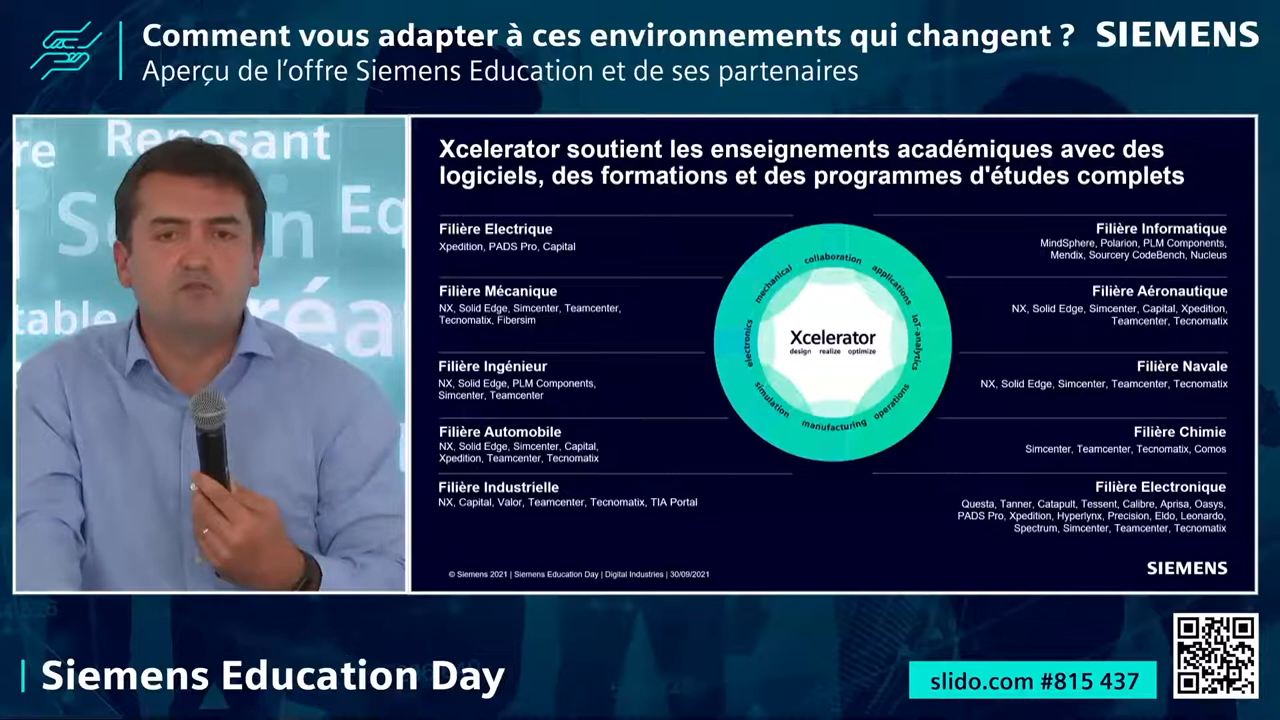 Comment vous adapter à ces environnements qui changent ?
SIEMENS
Aperçu de l'offre Siemens Education et de ses partenaires
Xcelerator soutient les enseignements académiques avec des
logiciels, des formations et des programmes d'études complets
Filière Electrique
Xpedition, PADS Pro, Capital
Filière Mécanique
NX, Solid Edge, Simcenter, Teamcenter,
Tecnomatix, Fibersim
Filière Ingénieur
NX, Solid Edge, PLM Components,
Simcenter, Teamcenter
Filière Automobile
NX, Solid Edge, Simcenter, Capital,
Xpedition, Teamcenter, Tecnomatix
Filière Industrielle
NX, Capital, Valor, Teamcenter, Tecnomatix, TIA Portal
collaboration
applications
IoT-analytics
operations
manufacturing
simulation
electronics
mechanical
Xcelerator
design realize optimize
Filière Informatique
MindSphere, Polarion, PLM Components,
Mendix, Sourcery CodeBench, Nucleus
Filière Aéronautique
NX, Solid Edge, Simcenter, Capital, Xpedition,
Teamcenter, Tecnomatix
Filière Navale
NX, Solid Edge, Simcenter, Teamcenter, Tecnomatix
Filière Chimie
Simcenter, Teamcenter, Tecnomatix, Comos
Filière Electronique
Questa, Tanner, Catapult, Tessent, Calibre, Aprisa, Oasys,
PADS Pro, Xpedition, Hyperlynx, Precision, Eldo, Leonardo,
Spectrum, Simcenter, Teamcenter, Tecnomatix
© Siemens 2021 | Siemens Education Day | Digital Industries | 30/09/2021
SIEMENS
Siemens Education Day
slido.com #815 437